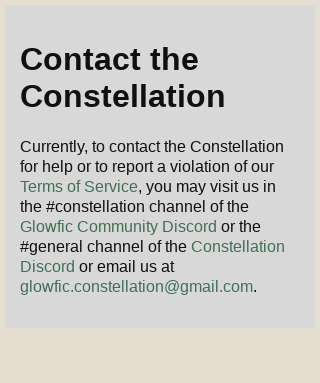 Contact the
Constellation
Currently, to contact the Constellation
for help or to report a violation of our
Terms of Service, you may visit us in
the #constellation channel of the
Glowfic Community Discord or the
#general channel of the Constellation
Discord or email us at
glowfic.constellation@gmail.com.